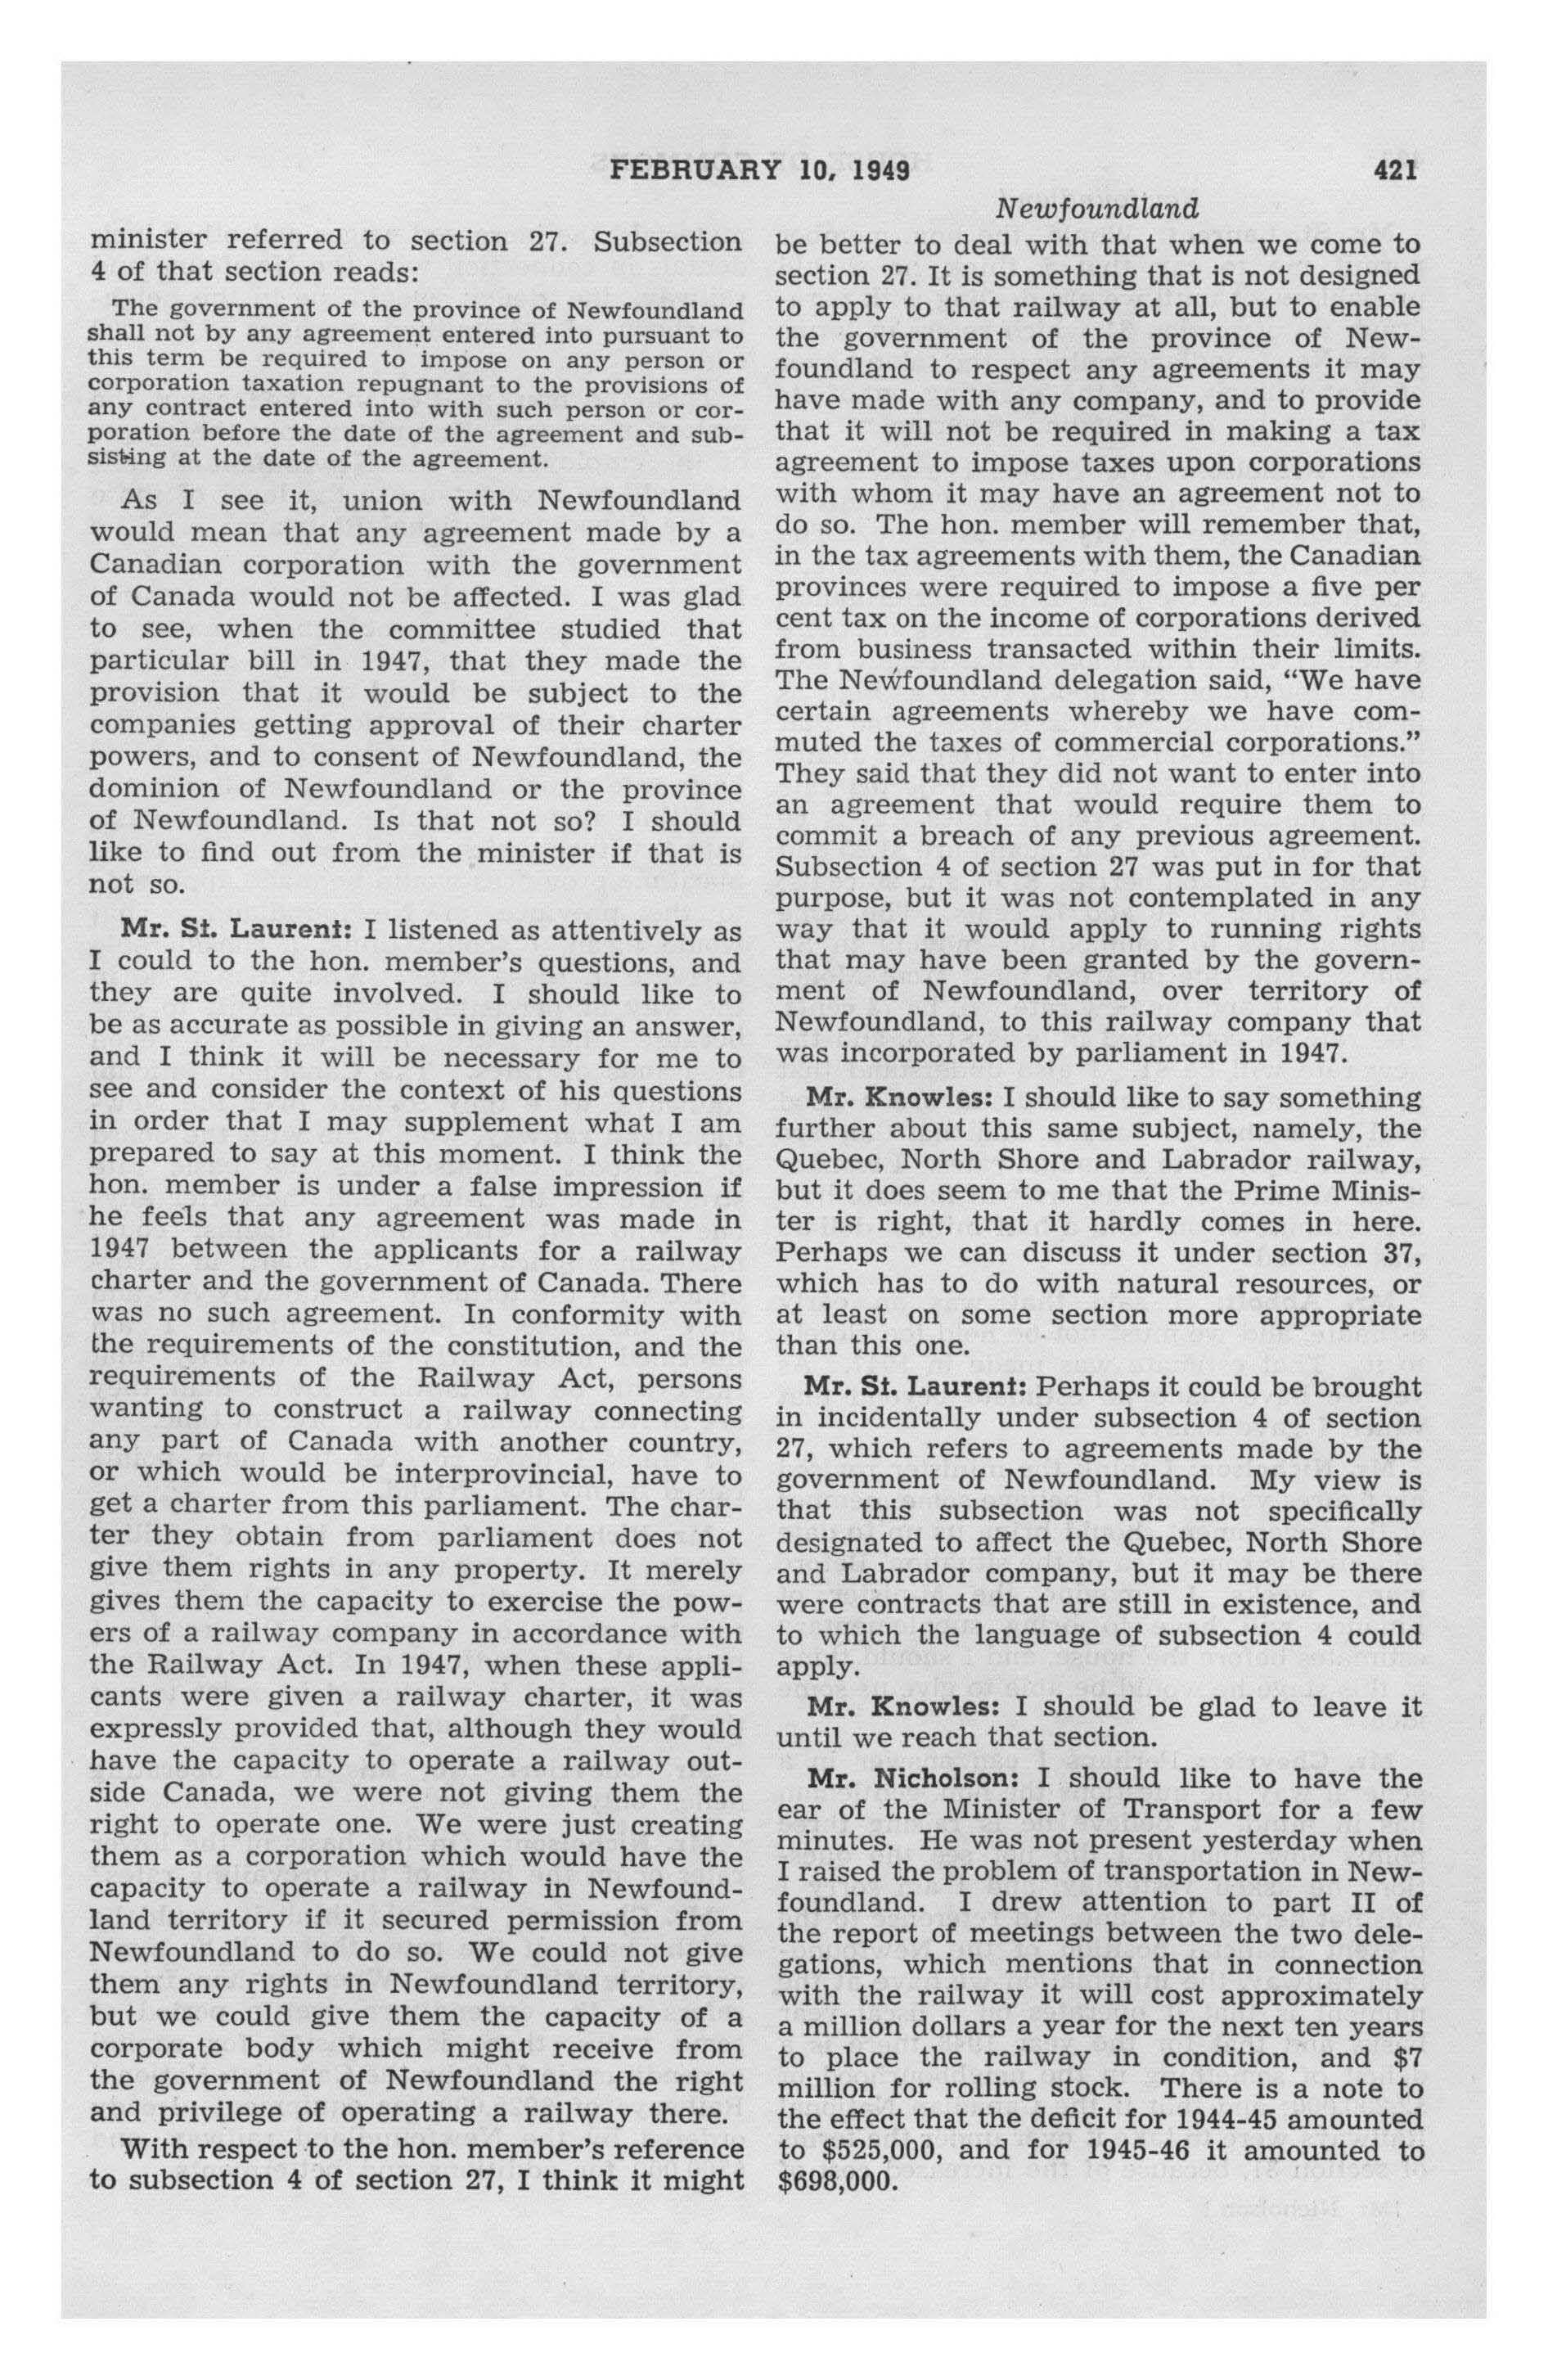 FEBRUARY 10, 1949
421
Newfoundland
minister referred to section 27. Subsection
4 of that section reads:
The government of the province of Newfoundland
shall not by any agreement entered into pursuant to
this term be required to impose on any person or
corporation taxation repugnant to the provisions of
any contract entered into with such person or cor-
poration before the date of the agreement and sub-
sisting at the date of the agreement.
As I see it, union with Newfoundland
would mean that any agreement made by a
Canadian corporation with the government
of Canada would not be affected. I was glad
to see, when the committee studied that
particular bill in 1947, that they made the
provision that it would be subject to the
companies getting approval of their charter
powers, and to consent of Newfoundland, the
dominion of Newfoundland or the province
of Newfoundland. Is that not so? I should
like to find out from the minister if that is
not so.
Mr. St. Laurent: I listened as attentively as
I could to the hon. member's questions, and
they are quite involved. I should like to
be as accurate as possible in giving an answer,
and I think it will be necessary for me to
see and consider the context of his questions
in order that I may supplement what I am
prepared to say at this moment. I think the
hon. member is under a false impression if
he feels that any agreement was made in
1947 between the applicants for a railway
charter and the government of Canada. There
was no such agreement. In conformity with
the requirements of the constitution, and the
requirements of the Railway Act, persons
wanting to construct a railway connecting
any part of Canada with another country,
or which would be interprovincial, have to
get a charter from this parliament. The char-
ter they obtain from parliament does not
give them rights in any property. It merely
gives them the capacity to exercise the pow-
ers of a railway company in accordance with
the Railway Act. In 1947, when these appli-
cants were given a railway charter, it was
expressly provided that, although they would
have the capacity to operate a railway out-
side Canada, we were not giving them the
right to operate one. We were just creating
them as a corporation which would have the
capacity to operate a railway in Newfound-
land territory if it secured permission from
Newfoundland to do so. We could not give
them any rights in Newfoundland territory,
but we could give them the capacity of a
corporate body which might receive from
the government of Newfoundland the right
and privilege of operating a railway there.
With respect to the hon. member's reference
to subsection 4 of section 27, I think it might
be better to deal with that when we come to
section 27. It is something that is not designed
to apply to that railway at all, but to enable
the government of the province of New-
foundland to respect any agreements it may
have made with any company, and to provide
that it will not be required in making a tax
agreement to impose taxes upon corporations
with whom it may have an agreement not to
do so. The hon. member will remember that,
in the tax agreements with them, the Canadian
provinces were required to impose a five per
cent tax on the income of corporations derived
from business transacted within their limits.
The Newfoundland delegation said, "We have
certain agreements whereby we have com-
muted the taxes of commercial corporations."
They said that they did not want to enter into
an agreement that would require them to
commit a breach of any previous agreement.
Subsection 4 of section 27 was put in for that
purpose, but it was not contemplated in any
way that it would apply to running rights
that may have been granted by the govern-
ment of Newfoundland, over territory of
Newfoundland, to this railway company that
was incorporated by parliament in 1947.
Mr. Knowles: I should like to say something
further about this same subject, namely, the
Quebec, North Shore and Labrador railway,
but it does seem to me that the Prime Minis-
ter is right, that it hardly comes in here.
Perhaps we can discuss it under section 37,
which has to do with natural resources, or
at least on some section more appropriate
than this one.
Mr. St. Laurent: Perhaps it could be brought
in incidentally under subsection 4 of section
27, which refers to agreements made by the
government of Newfoundland. My view is
that this subsection was not specifically
designated to affect the Quebec, North Shore
and Labrador company, but it may be there
were contracts that are still in existence, and
to which the language of subsection 4 could
apply.
Mr. Knowles: I should be glad to leave it
until we reach that section.
Mr. Nicholson: I should like to have the
ear of the Minister of Transport for a few
minutes. He was not present yesterday when
I raised the problem of transportation in New-
foundland. I drew attention to part II of
the report of meetings between the two dele-
gations, which mentions that in connection
with the railway it will cost approximately
a million dollars a year for the next ten years
to place the railway in condition, and $7
million for rolling stock. There is a note to
the effect that the deficit for 1944-45 amounted
to $525,000, and for 1945-46 it amounted to
$698,000.